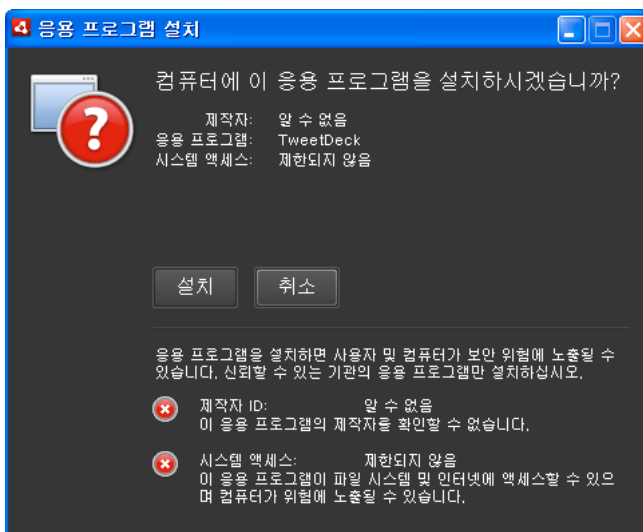 응용 프로그램 설치
컴퓨터에 이 응용 프로그램을 설치하시겠습니까?
제작자: 알 수 없음
응용 프로그램: TweetDeck
시스템 액세스: 제한되지 않음
설치 취소
응용 프로그램을 설치하면 사용자 및 컴퓨터가 보안 위험에 노출될 수
있습니다. 신뢰할 수 있는 기관의 응용 프로그램만 설치하십시오.
제작자 ID: 알 수 없음
이 응용 프로그램의 제작자를 확인할 수 없습니다.
시스템 액세스: 제한되지 않음
이 응용 프로그램이 파일 시스템 및 인터넷에 액세스할 수 있으
며 컴퓨터가 위험에 노출될 수 있습니다.